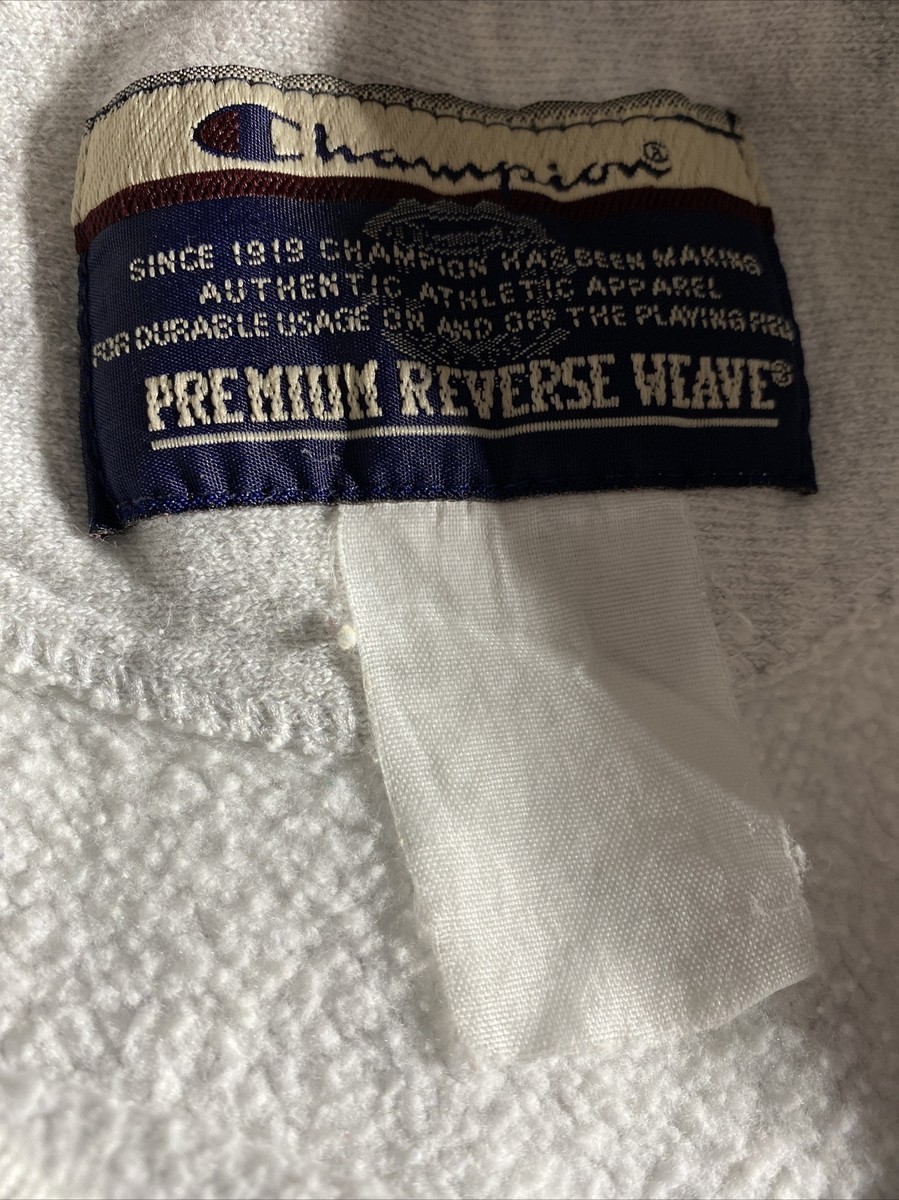 Champion®
SINCE 1919 CHAMPION HAS BEEN MAKING
AUTHENTIC ATHLETIC APPAREL
FOR DURABLE USAGE ON AND OFF THE PLAYING FIELD
PREMIUM REVERSE WEAVE®